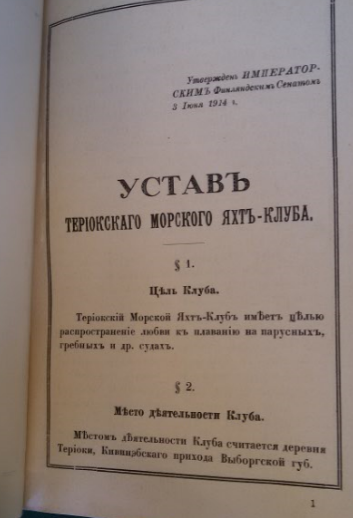 Утвержденъ ИМПЕРАТОР-
СКИМЪ Финляндскимъ Сенатомъ
3 Іюня 1914 г.
УСТАВЪ
ТЕРІОКСКАГО МОРСКОГО ЯХТЪ-КЛУБА.
§ 1.
Цѣль Клуба.
Теріокскій Морской Яхтъ-Клубъ имѣетъ цѣлью
распространеніе любви къ плаванію на парусныхъ,
гребныхъ и др. судахъ.
§ 2.
Мѣсто дѣятельности Клуба.
Мѣстомъ дѣятельности Клуба считается деревня
Теріоки, Кивинебскаго прихода Выборгской губ.
1